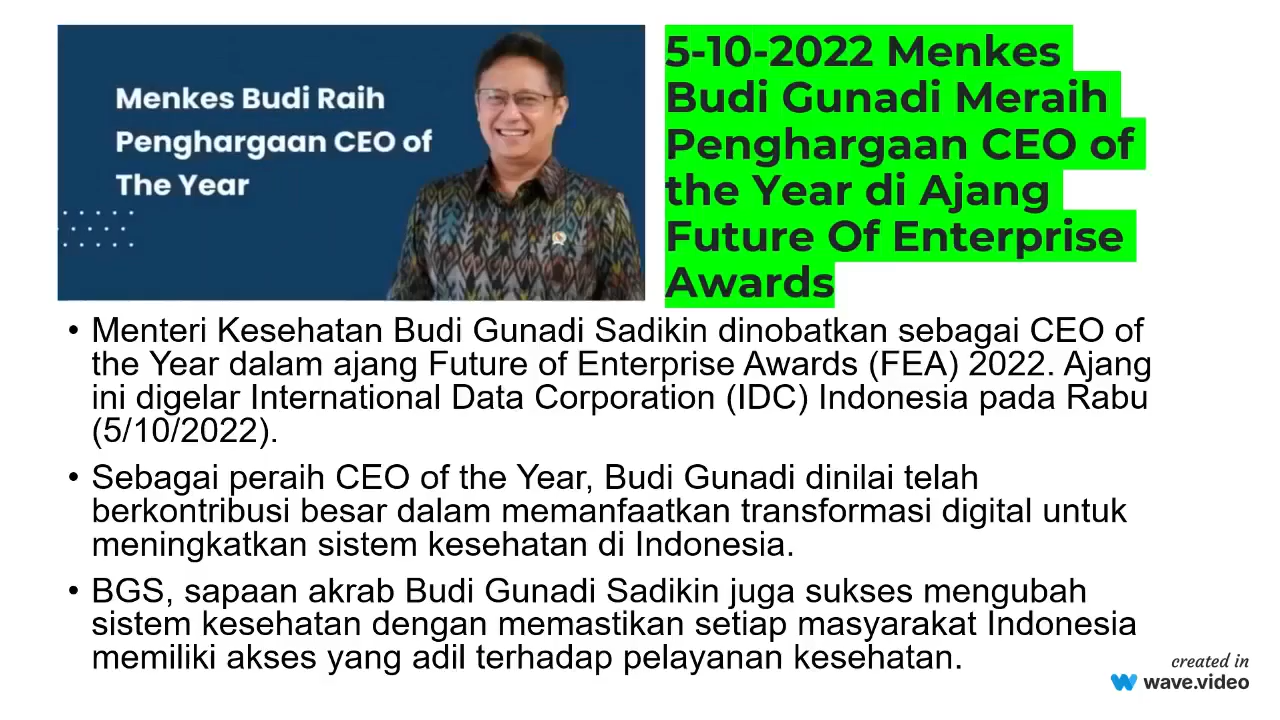 Menkes Budi Raih
Penghargaan CEO of
The Year
5-10-2022 Menkes
Budi Gunadi Meraih
Penghargaan CEO of
the Year di Ajang
Future Of Enterprise
Awards
• Menteri Kesehatan Budi Gunadi Sadikin dinobatkan sebagai CEO of
the Year dalam ajang Future of Enterprise Awards (FEA) 2022. Ajang
ini digelar International Data Corporation (IDC) Indonesia pada Rabu
(5/10/2022).
• Sebagai peraih CEO of the Year, Budi Gunadi dinilai telah
berkontribusi besar dalam memanfaatkan transformasi digital untuk
meningkatkan sistem kesehatan di Indonesia.
• BGS, sapaan akrab Budi Gunadi Sadikin juga sukses mengubah
sistem kesehatan dengan memastikan setiap masyarakat Indonesia
memiliki akses yang adil terhadap pelayanan kesehatan.
created in
wave.video